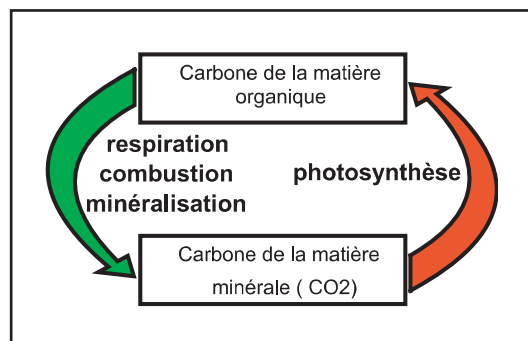 Carbone de la matière
organique
respiration
combustion
minéralisation
photosynthèse
Carbone de la matière
minérale ( CO2)